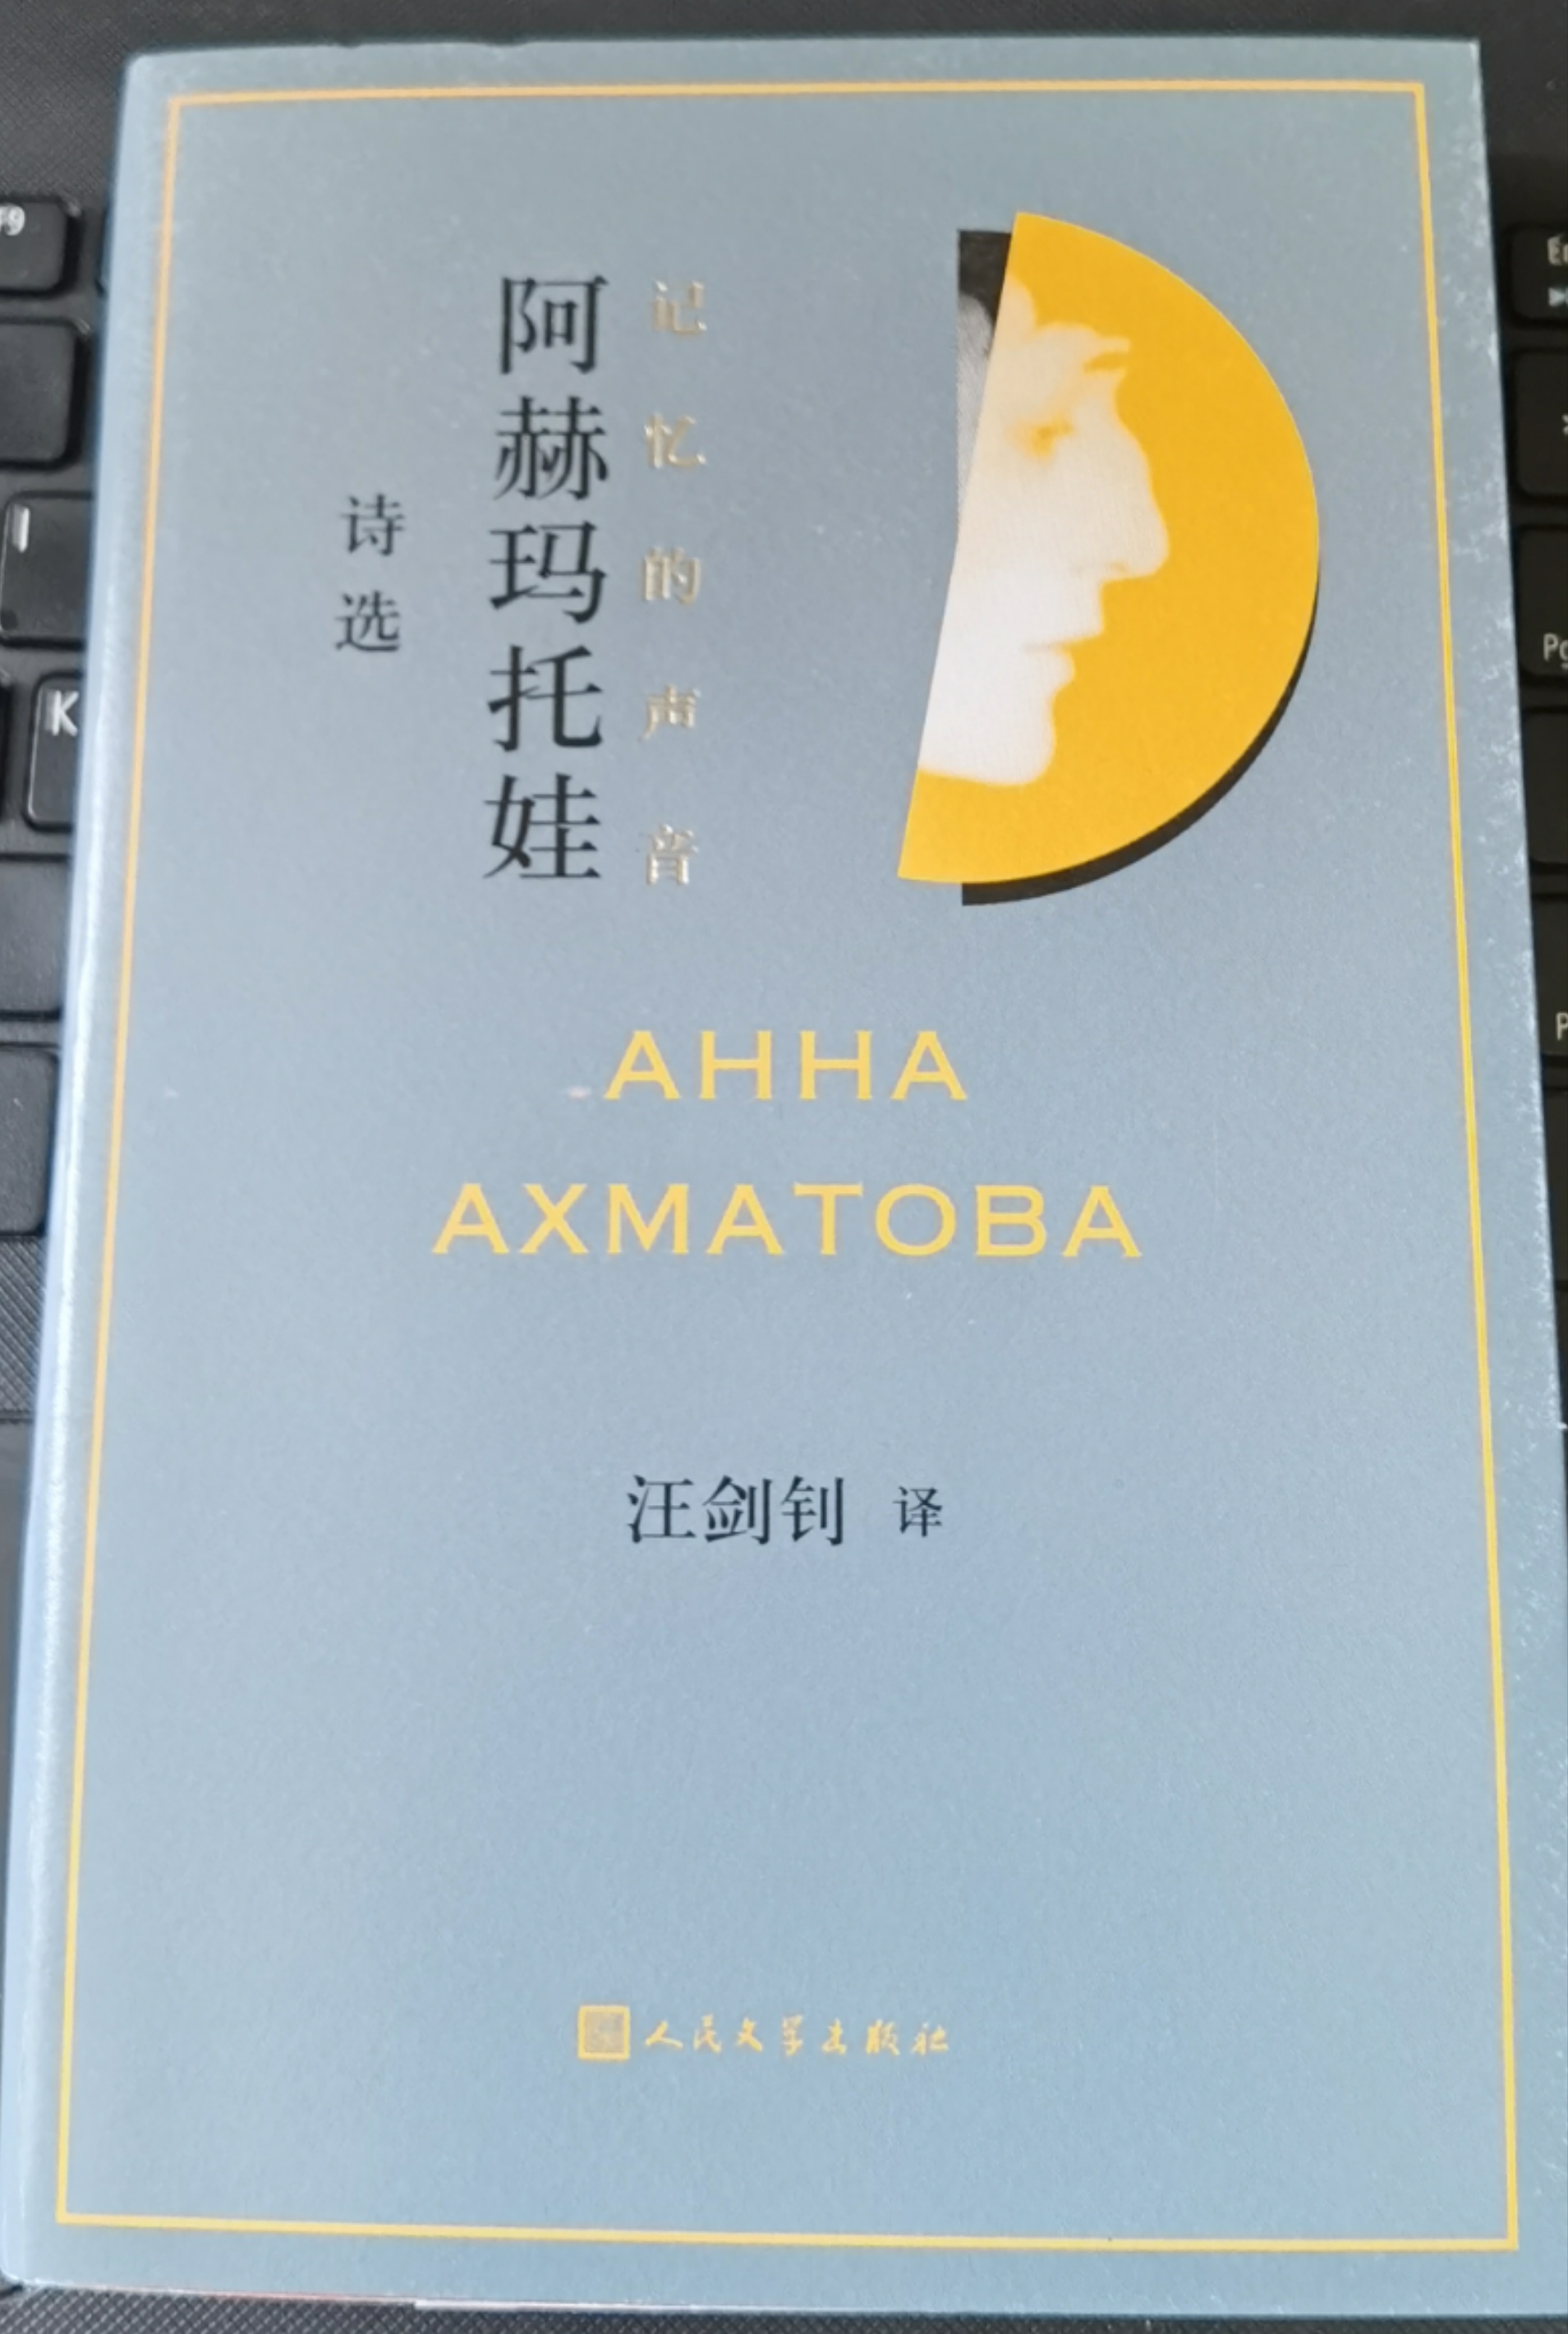 记忆的声音
阿赫玛托娃
诗选
АННА
АХМАТОВА
汪剑钊 译
人民文学出版社
F9
K